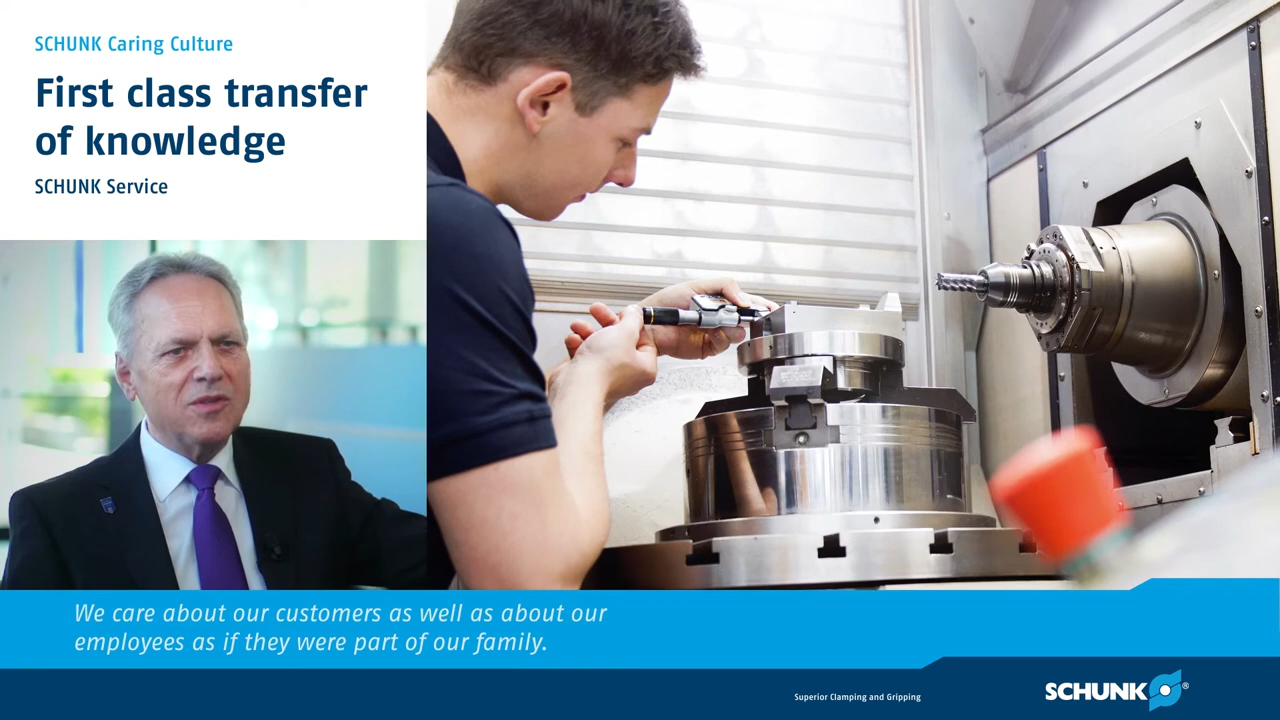 SCHUNK Caring Culture
First class transfer
of knowledge
SCHUNK Service
We care about our customers as well as about our
employees as if they were part of our family.
Superior Clamping and Gripping
SCHUNK®